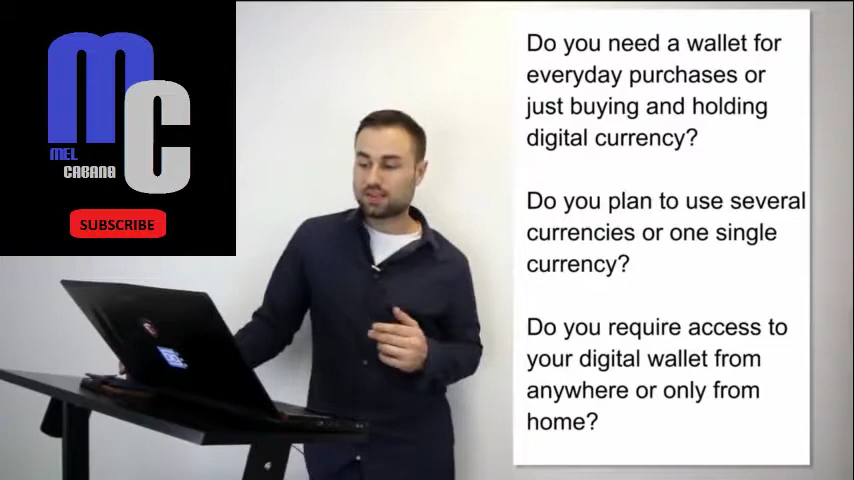 MC
MEL
CABANA
SUBSCRIBE
Do you need a wallet for
everyday purchases or
just buying and holding
digital currency?
Do you plan to use several
currencies or one single
currency?
Do you require access to
your digital wallet from
anywhere or only from
home?